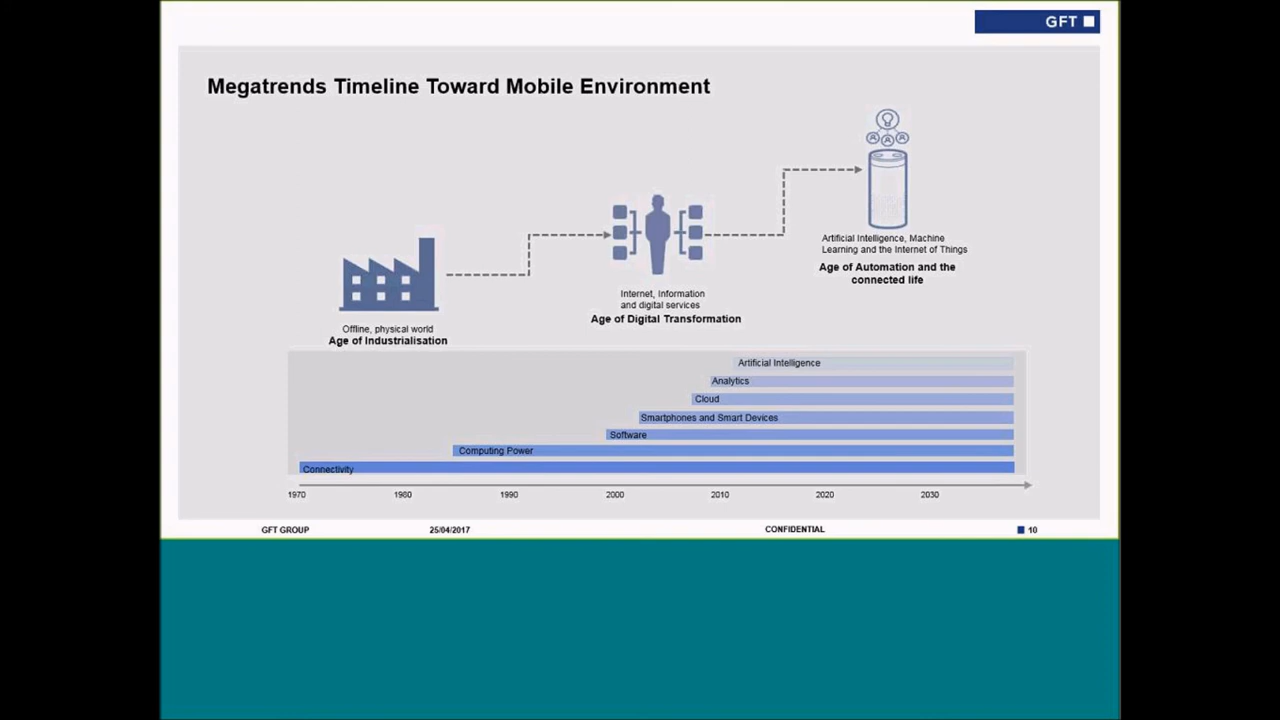 GFT
Megatrends Timeline Toward Mobile Environment
Artificial Intelligence, Machine
Learning and the Internet of Things
Age of Automation and the
connected life
Internet, Information
and digital services
Age of Digital Transformation
Offline, physical world
Age of Industrialisation
Artificial Intelligence
Analytics
Cloud
Smartphones and Smart Devices
Software
Computing Power
Connectivity
1970 1980 1990 2000 2010 2020 2030
GFT GROUP 25/04/2017 CONFIDENTIAL 10